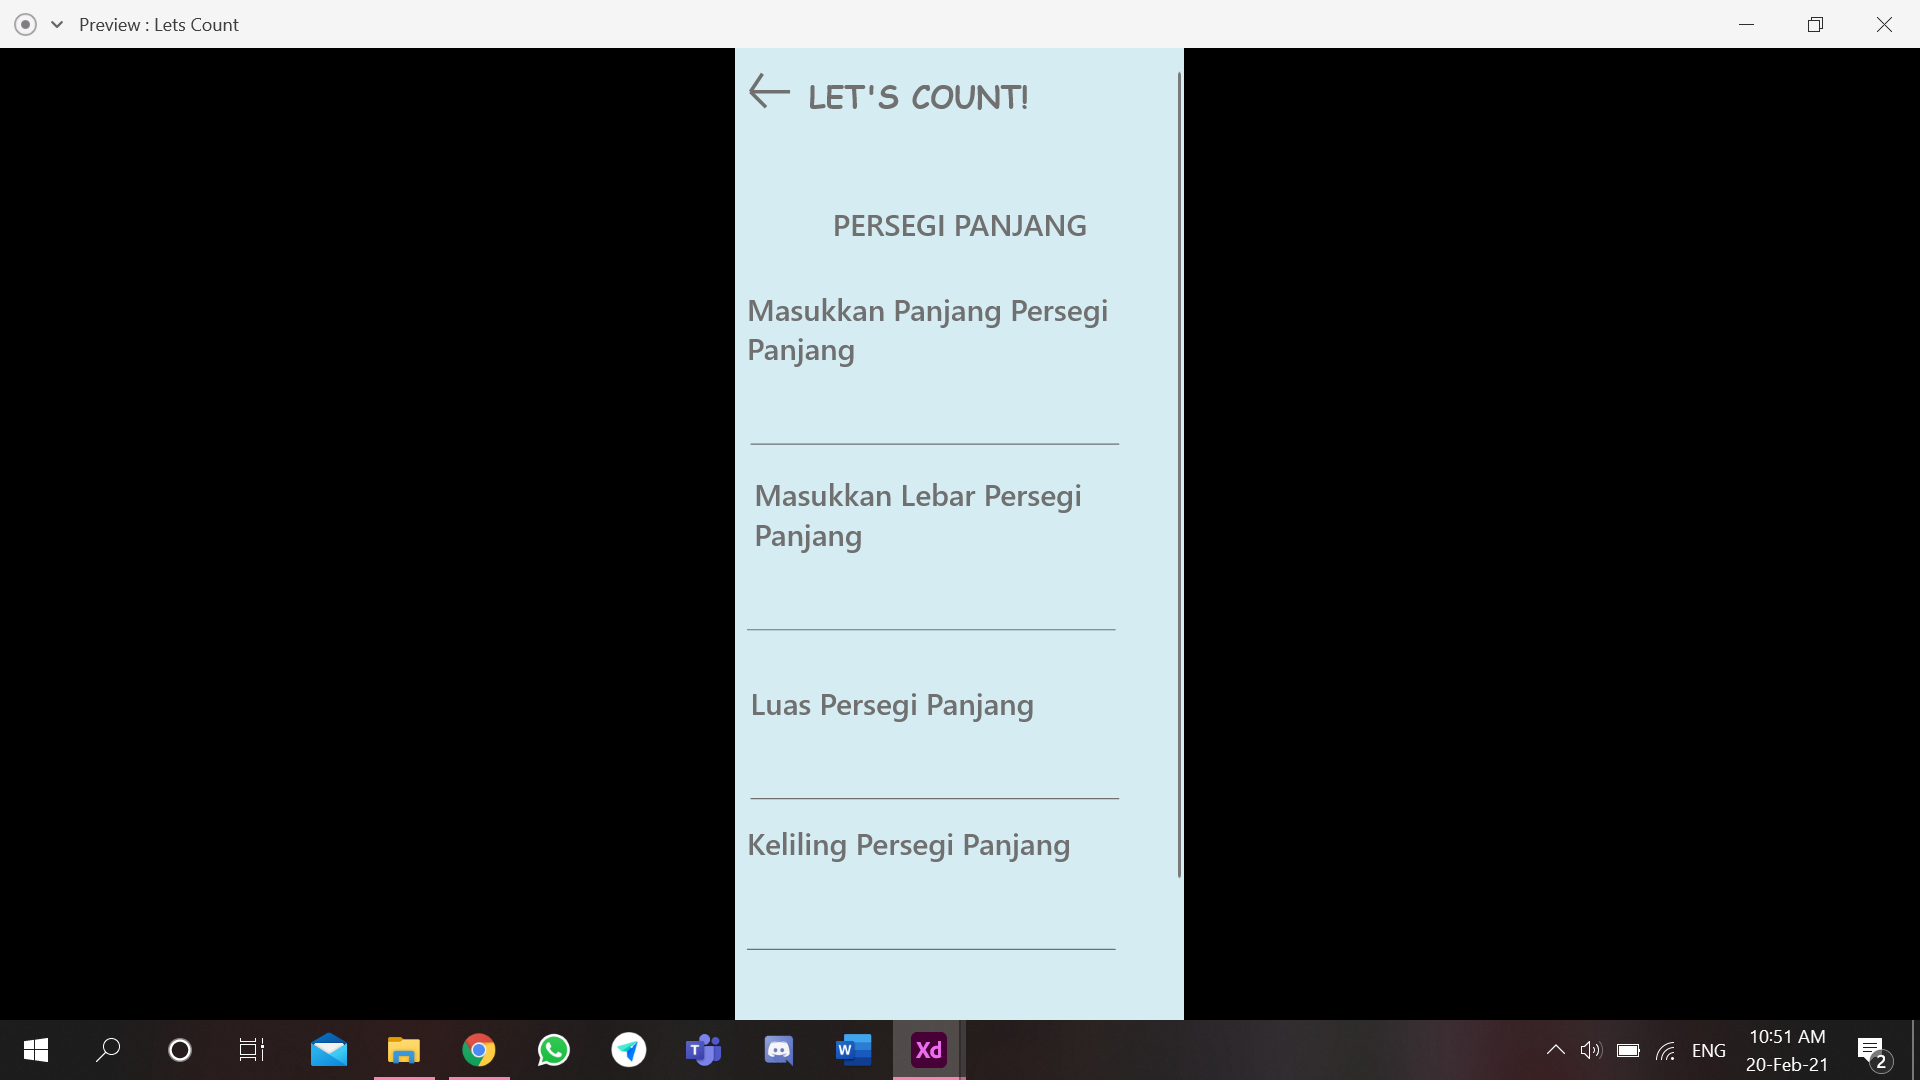 Preview : Lets Count
LET'S COUNT!
PERSEGI PANJANG
Masukkan Panjang Persegi
Panjang
Masukkan Lebar Persegi
Panjang
Luas Persegi Panjang
Keliling Persegi Panjang
T
W
Xd
ENG
10:51 AM
20-Feb-21
2